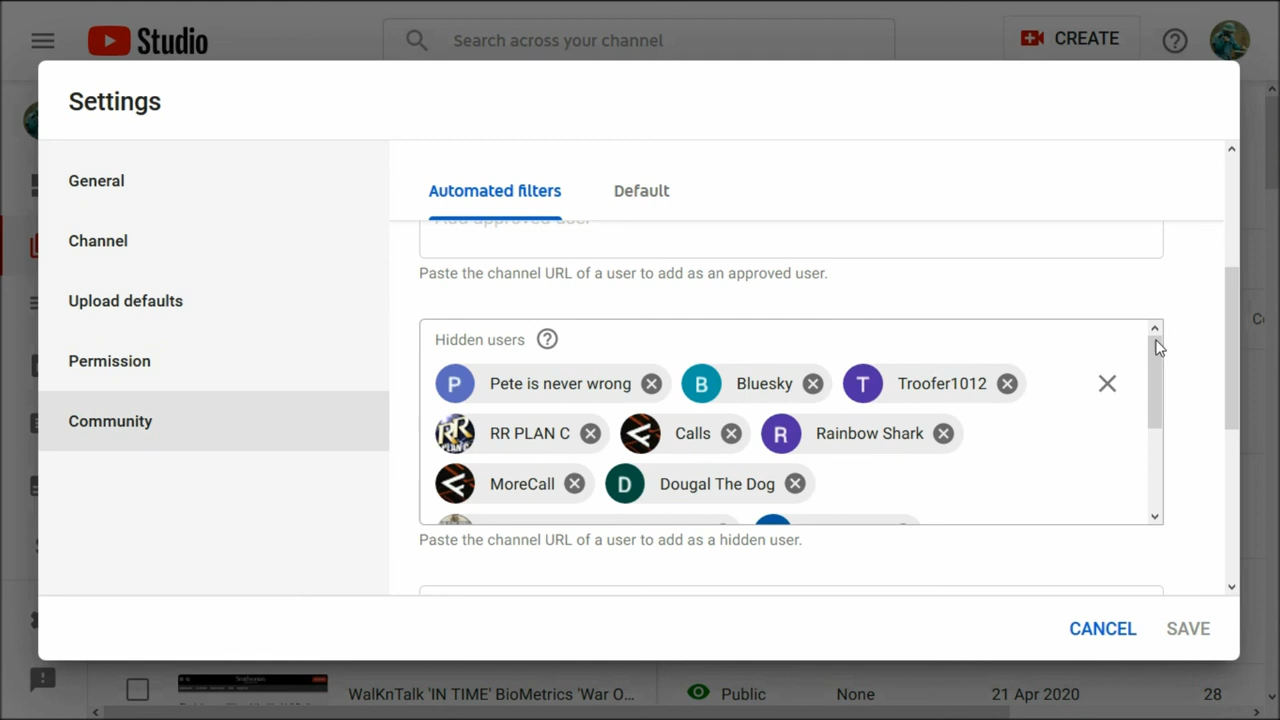 Studio
Search across your channel
CREATE
Settings
General
Channel
Upload defaults
Permission
Community
Automated filters
Default
Paste the channel URL of a user to add as an approved user.
Hidden users
P Pete is never wrong
B Bluesky
T Troofer1012
RR PLAN C
Calls
R Rainbow Shark
MoreCall
D Dougal The Dog
Paste the channel URL of a user to add as a hidden user.
CANCEL
SAVE
WalKnTalk 'IN TIME' BioMetrics 'War O...
Public
None
21 Apr 2020
28